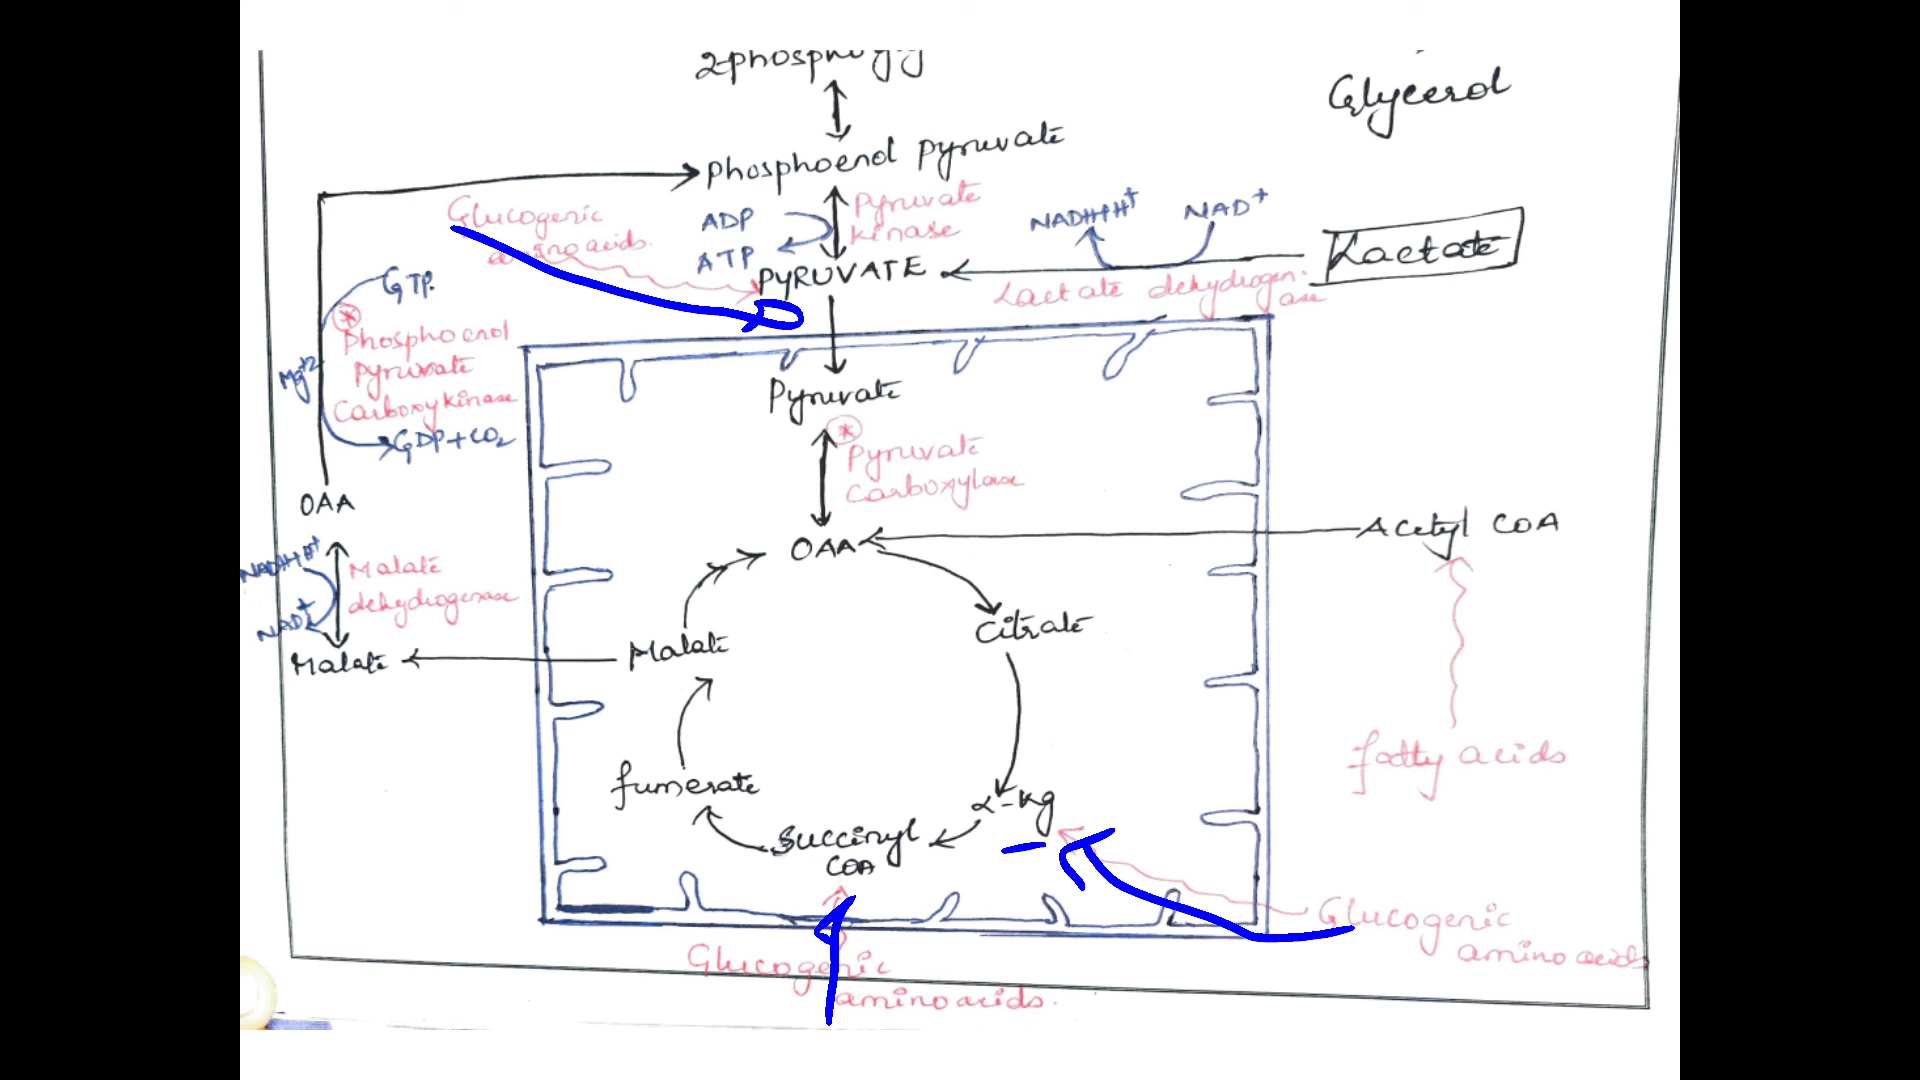 Glycerol
Phosphoenol Pyruvate
Glucogenic
amino acids.
ADP
ATP
Pyruvate
kinase
NADH+H+
NAD+
Lactate
PYRUVATE
Lactate dehydrogen-
ase
GTP.
*
Phosphoenol
Pyruvate
Carboxykinase
Mg+2
GDP+CO2
Pyruvate
*
Pyruvate
Carboxylase
OAA
OAA
Acetyl COA
NADH+H+
NAD+
Malate
dehydrogenase
Citrate
Malate
Malate
fumerate
α-Kg
Succinyl
COA
fatty acids
Glucogenic
amino acids
Glucogenic
amino acids.